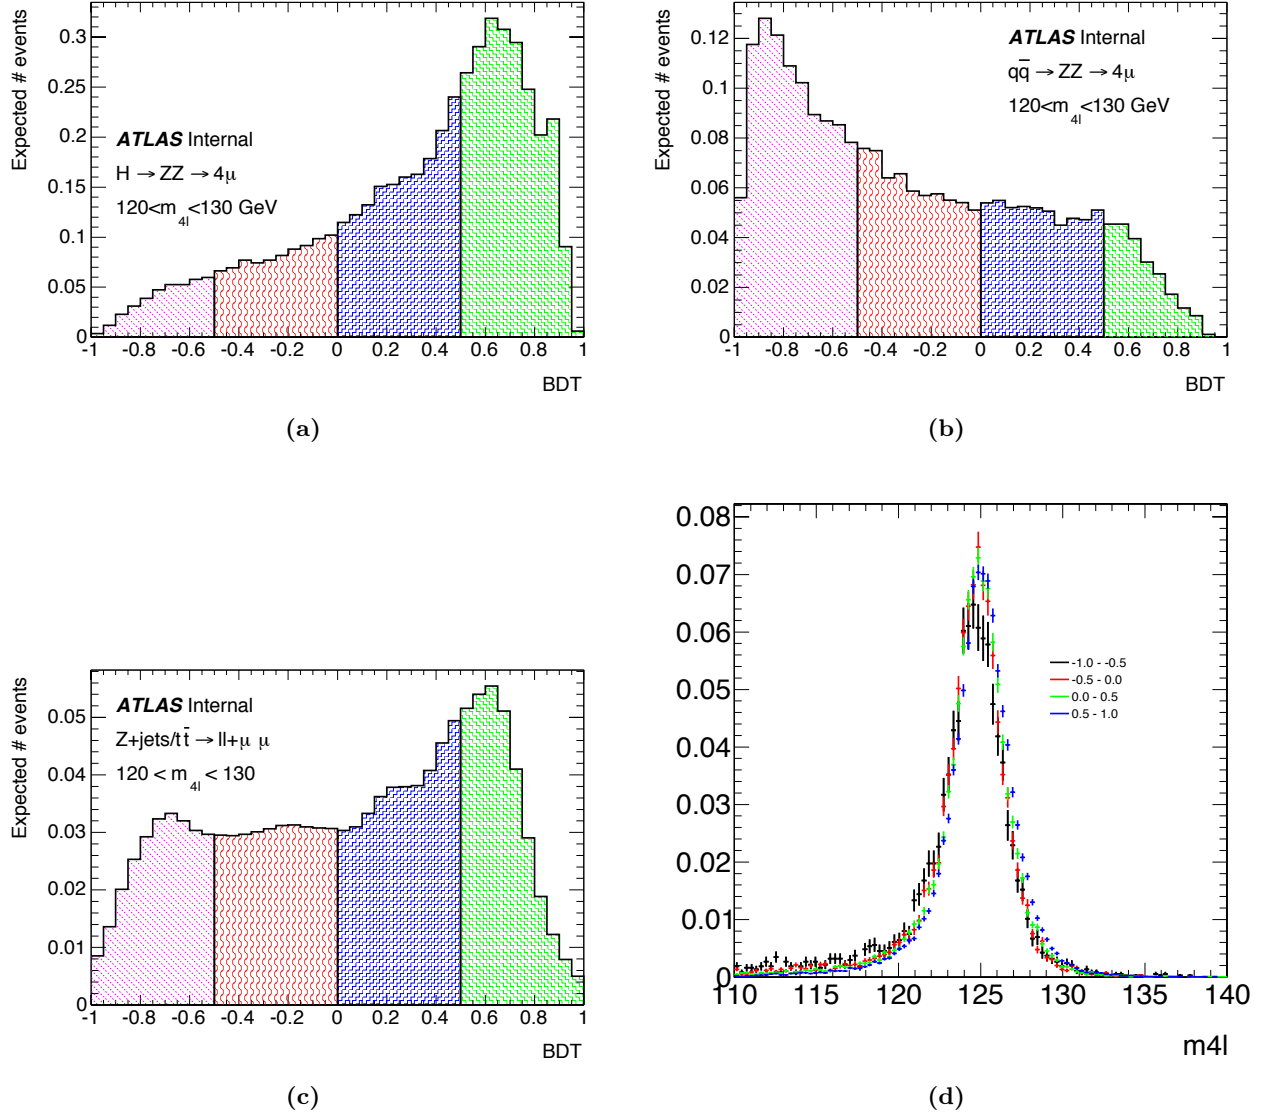 Expected # events
0.3
0.25
0.2
0.15
0.1
0.05
0
ATLAS Internal
H → ZZ → 4μ
120<m4l<130 GeV
-1 -0.8 -0.6 -0.4 -0.2 0 0.2 0.4 0.6 0.8 1
BDT
(a)
Expected # events
0.12
0.1
0.08
0.06
0.04
0.02
0
ATLAS Internal
qq̄ → ZZ → 4μ
120<m4l<130 GeV
-1 -0.8 -0.6 -0.4 -0.2 0 0.2 0.4 0.6 0.8 1
BDT
(b)
Expected # events
0.05
0.04
0.03
0.02
0.01
0
ATLAS Internal
Z+jets/tt̄ → ll+μ μ
120 < m4l < 130
-1 -0.8 -0.6 -0.4 -0.2 0 0.2 0.4 0.6 0.8 1
BDT
(c)
0.08
0.07
0.06
0.05
0.04
0.03
0.02
0.01
0
-1.0 - -0.5
-0.5 - 0.0
0.0 - 0.5
0.5 - 1.0
110 115 120 125 130 135 140
m4l
(d)